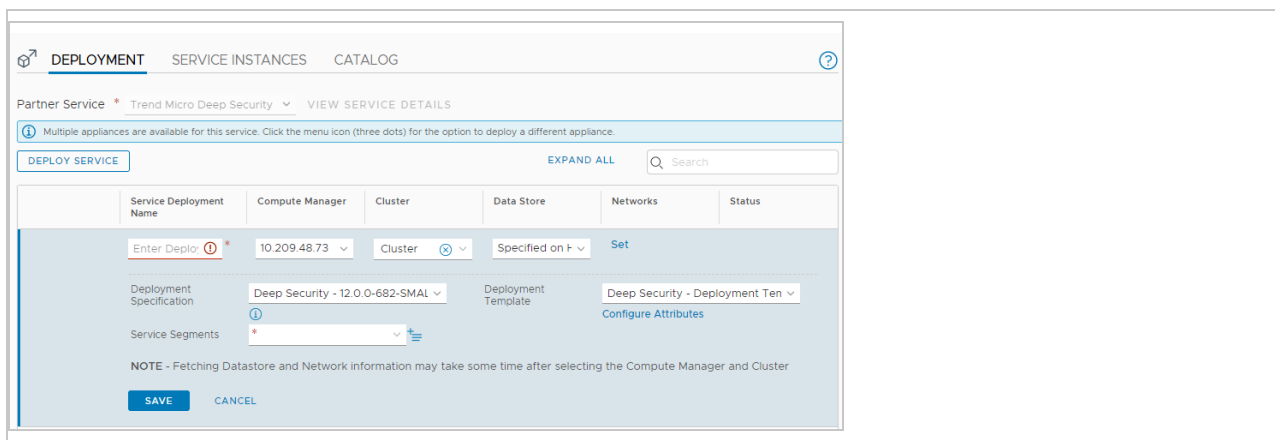 DEPLOYMENT SERVICE INSTANCES CATALOG
Partner Service * Trend Micro Deep Security VIEW SERVICE DETAILS
Multiple appliances are available for this service. Click the menu icon (three dots) for the option to deploy a different appliance.
DEPLOY SERVICE EXPAND ALL Search
Service Deployment Name Compute Manager Cluster Data Store Networks Status
Enter Deplo * 10.209.48.73 Cluster Specified on H Set
Deployment Specification Deep Security - 12.0.0-682-SMAL Deployment Template Deep Security - Deployment Ten
Configure Attributes
Service Segments *
NOTE - Fetching Datastore and Network information may take some time after selecting the Compute Manager and Cluster
SAVE CANCEL